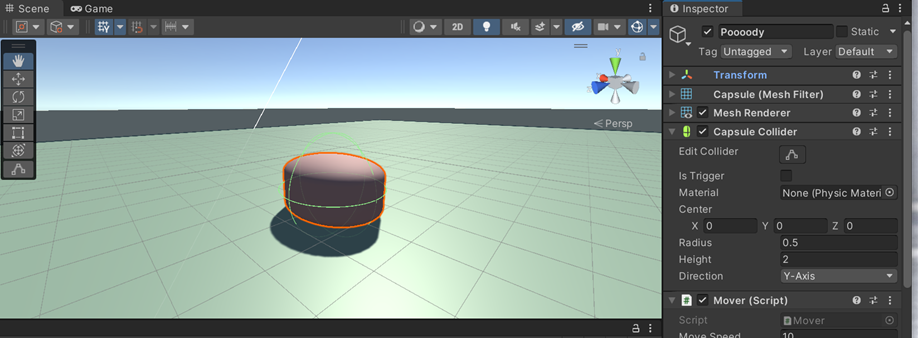 Scene
Game
Inspector
2D
Y
Persp
Poooody
Static
Tag Untagged Layer Default
Transform
Capsule (Mesh Filter)
Mesh Renderer
Capsule Collider
Edit Collider
Is Trigger
Material None (Physic Materi
Center
X 0 Y 0 Z 0
Radius 0.5
Height 2
Direction Y-Axis
# Mover (Script)
Script # Mover
Move Speed 10